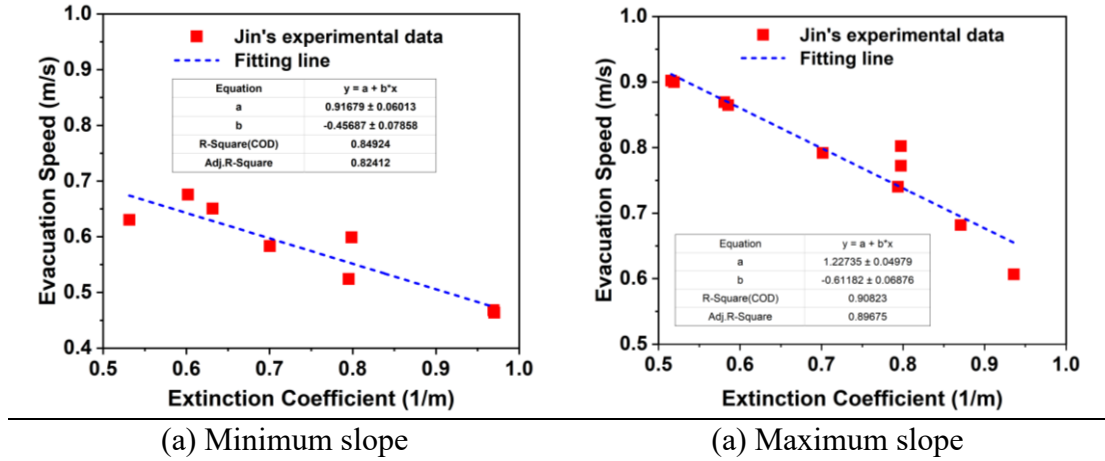 1.0
0.9
0.8
0.7
0.6
0.5
0.4
Evacuation Speed (m/s)
Jin's experimental data
Fitting line
Equation y = a + b*x
a 0.91679 ± 0.06013
b -0.45687 ± 0.07858
R-Square(COD) 0.84924
Adj.R-Square 0.82412
0.5 0.6 0.7 0.8 0.9 1.0
Extinction Coefficient (1/m)
(a) Minimum slope
1.0
0.9
0.8
0.7
0.6
0.5
Evacuation Speed (m/s)
Jin's experimental data
Fitting line
Equation y = a + b*x
a 1.22735 ± 0.04979
b -0.61182 ± 0.06876
R-Square(COD) 0.90823
Adj.R-Square 0.89675
0.5 0.6 0.7 0.8 0.9 1.0
Extinction Coefficient (1/m)
(a) Maximum slope